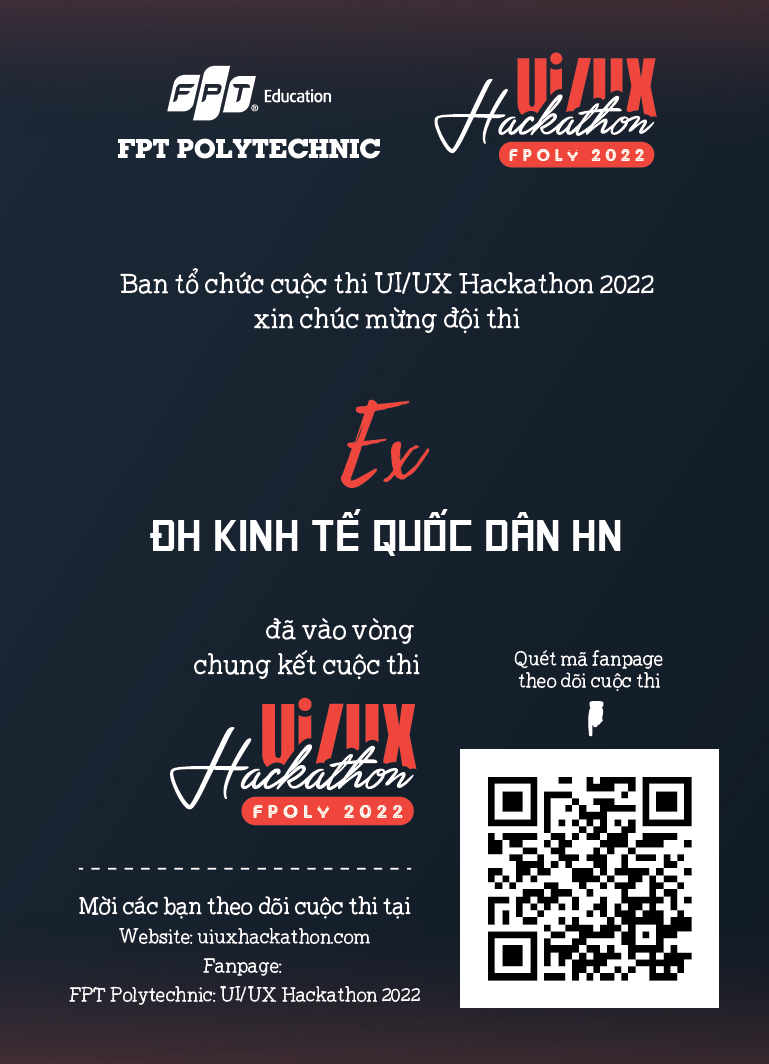 FPT® Education
FPT POLYTECHNIC
Ui/UX
Hackathon
FPOLY 2022
Ban tổ chức cuộc thi UI/UX Hackathon 2022
xin chúc mừng đội thi
Ex
ĐH KINH TẾ QUỐC DÂN HN
đã vào vòng
chung kết cuộc thi
Ui/UX
Hackathon
FPOLY 2022
Quét mã fanpage
theo dõi cuộc thi
Mời các bạn theo dõi cuộc thi tại
Website: uiuxhackathon.com
Fanpage:
FPT Polytechnic: UI/UX Hackathon 2022